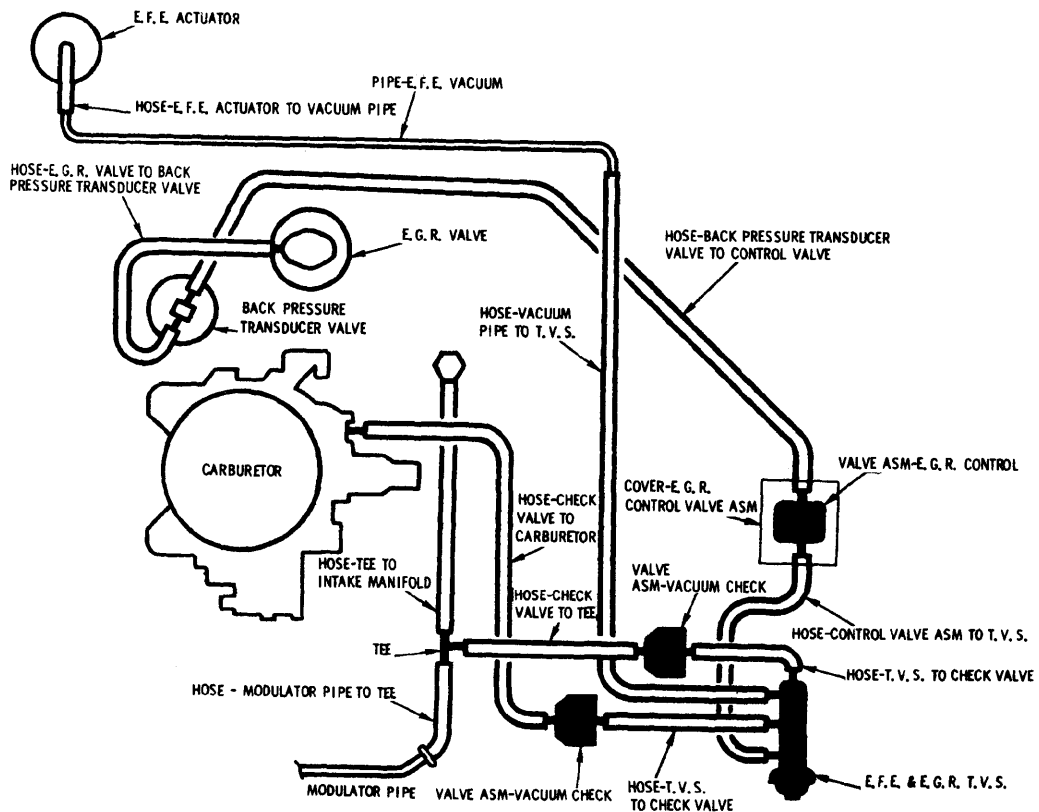 E.F.E. ACTUATOR
PIPE-E.F.E. VACUUM
HOSE-E.F.E. ACTUATOR TO VACUUM PIPE
HOSE-E.G.R. VALVE TO BACK
PRESSURE TRANSDUCER VALVE
E.G.R. VALVE
HOSE-BACK PRESSURE TRANSDUCER
VALVE TO CONTROL VALVE
BACK PRESSURE
TRANSDUCER VALVE
HOSE-VACUUM
PIPE TO T.V.S.
CARBURETOR
VALVE ASM-E.G.R. CONTROL
COVER-E.G.R.
CONTROL VALVE ASM
HOSE-CHECK
VALVE TO
CARBURETOR
HOSE-TEE TO
INTAKE MANIFOLD
VALVE
ASM-VACUUM CHECK
HOSE-CHECK
VALVE TO TEE
HOSE-CONTROL VALVE ASM TO T.V.S.
TEE
HOSE-T.V.S. TO CHECK VALVE
HOSE - MODULATOR PIPE TO TEE
MODULATOR PIPE
VALVE ASM-VACUUM CHECK
HOSE-T.V.S.
TO CHECK VALVE
E.F.E. & E.G.R. T.V.S.